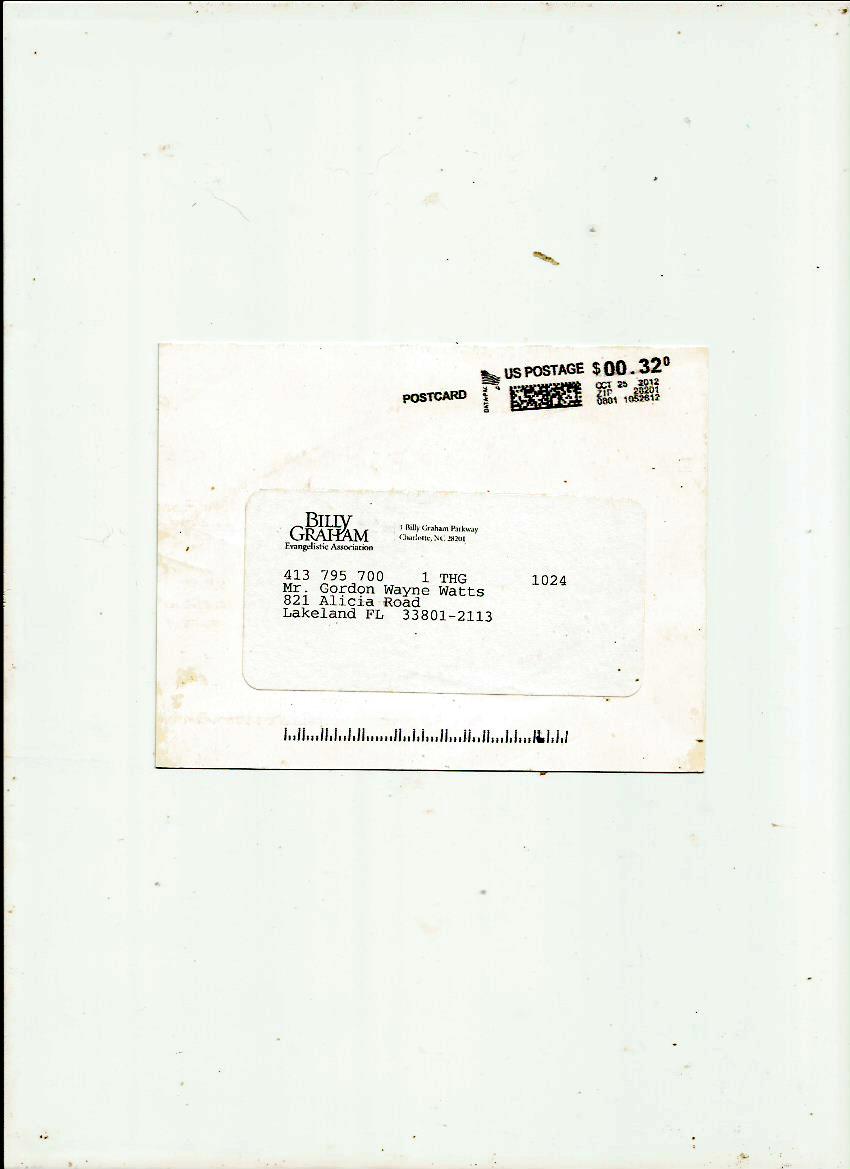 US POSTAGE $00.32⁰
POSTCARD
DATA-PAC
OCT 25 2012
ZIP 28201
0801 1052612
BILLY
GRAHAM
Evangelistic Association
1 Billy Graham Parkway
Charlotte, NC 28201
413 795 700 1 THG 1024
Mr. Gordon Wayne Watts
821 Alicia Road
Lakeland FL 33801-2113